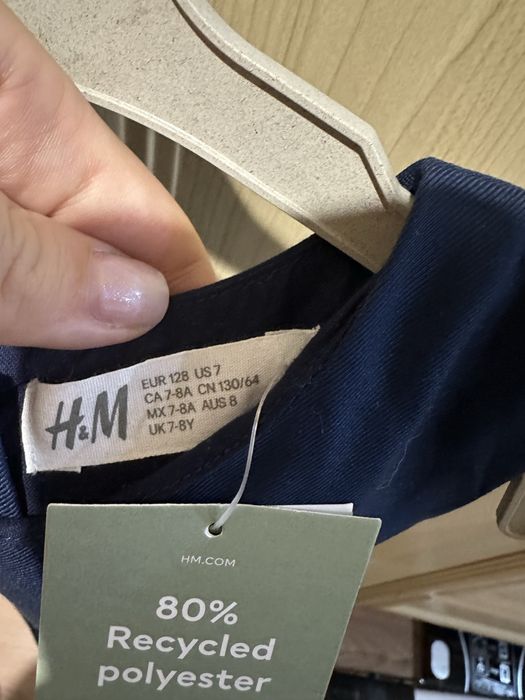 H&M
EUR 128 US 7
CA 7-8A CN 130/64
MX 7-8A AUS 8
UK 7-8Y
HM.COM
80%
Recycled
polyester